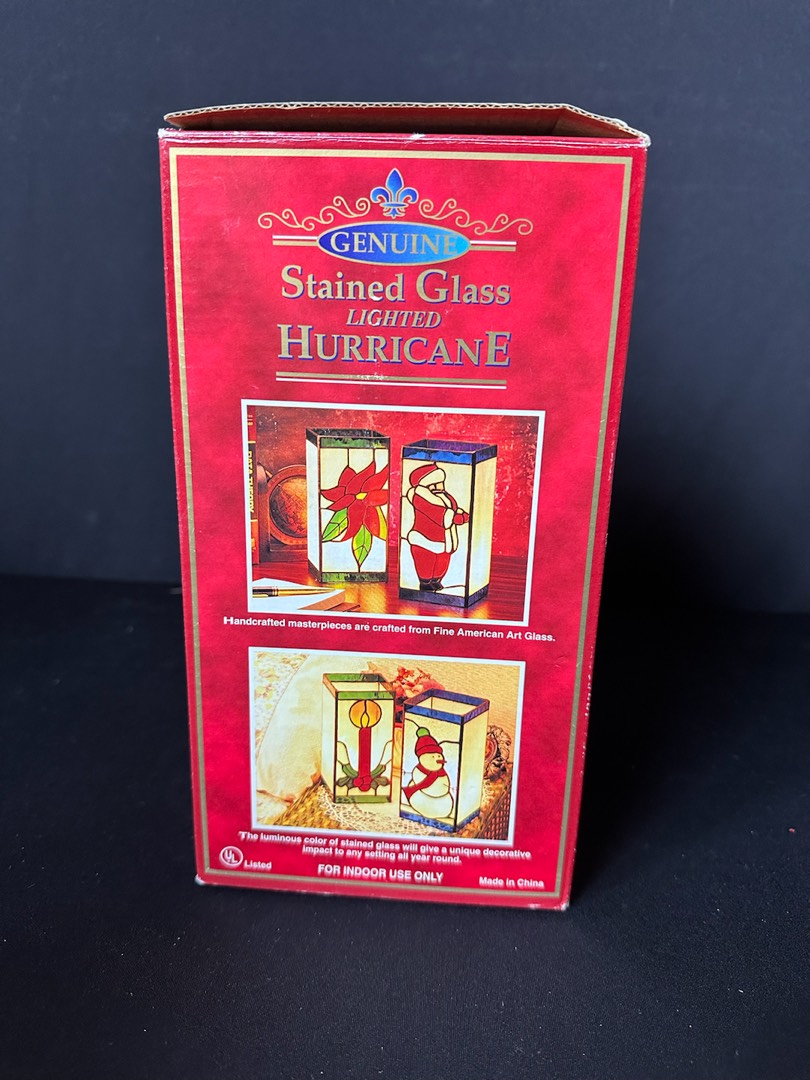 GENUINE
Stained Glass
LIGHTED
HURRICANE
Handcrafted masterpieces are crafted from Fine American Art Glass.
The luminous color of stained glass will give a unique decorative
impact to any setting all year round.
UL Listed
FOR INDOOR USE ONLY
Made in China